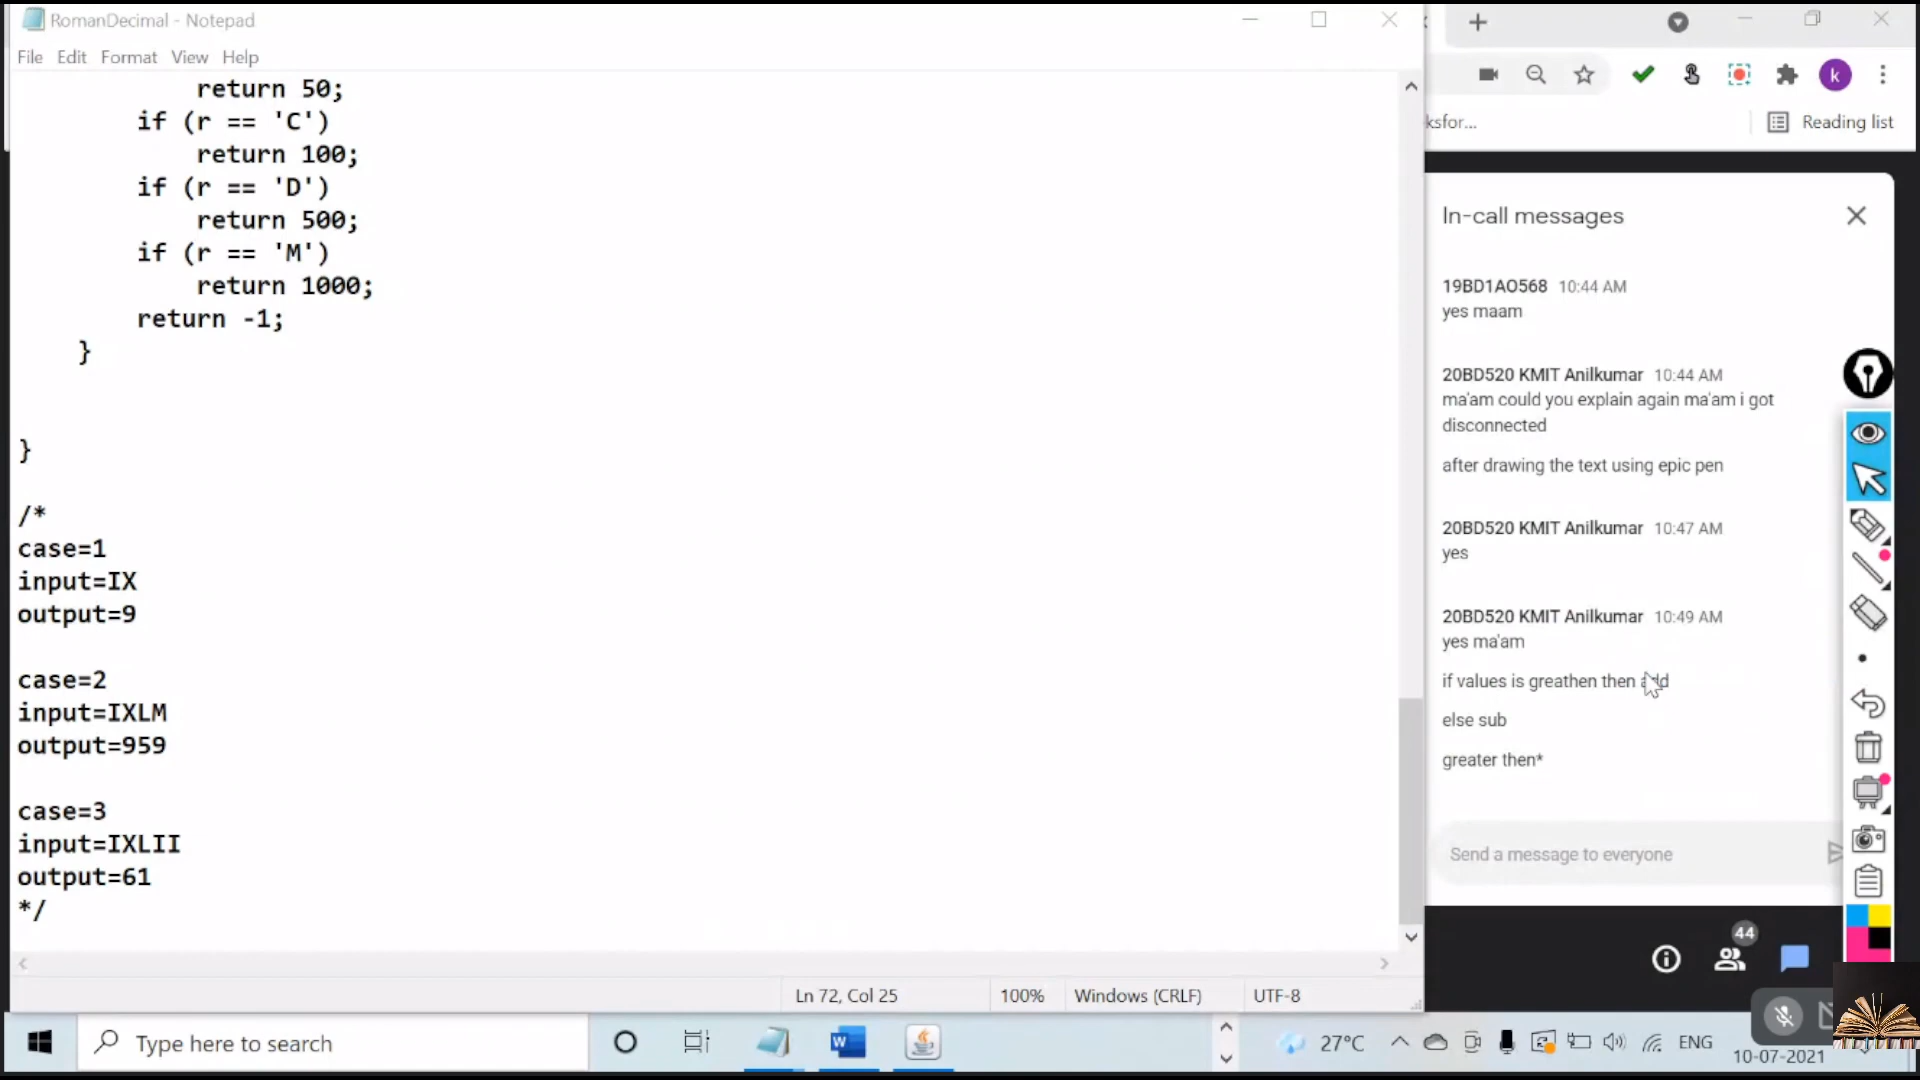 RomanDecimal - Notepad
File Edit Format View Help
return 50;
if (r == 'C')
return 100;
if (r == 'D')
return 500;
if (r == 'M')
return 1000;
return -1;
}
}
/*
case=1
input=IX
output=9
case=2
input=IXLM
output=959
case=3
input=IXLII
output=61
*/
Ln 72, Col 25
100%
Windows (CRLF)
UTF-8
k
ksfor...
Reading list
In-call messages
19BD1AO568 10:44 AM
yes maam
20BD520 KMIT Anilkumar 10:44 AM
ma'am could you explain again ma'am i got
disconnected
after drawing the text using epic pen
20BD520 KMIT Anilkumar 10:47 AM
yes
20BD520 KMIT Anilkumar 10:49 AM
yes ma'am
if values is greathen then add
else sub
greater then*
Send a message to everyone
44
Type here to search
W
27°C
ENG
10-07-2021